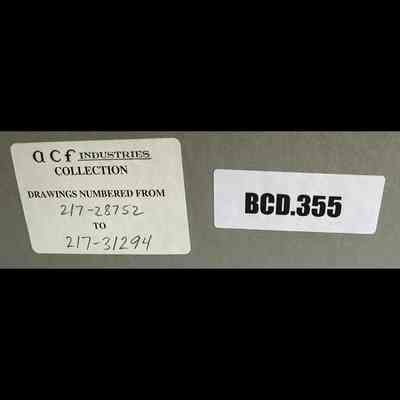 acf INDUSTRIES
COLLECTION
DRAWINGS NUMBERED FROM
217-28752
TO
217-31294
BCD.355